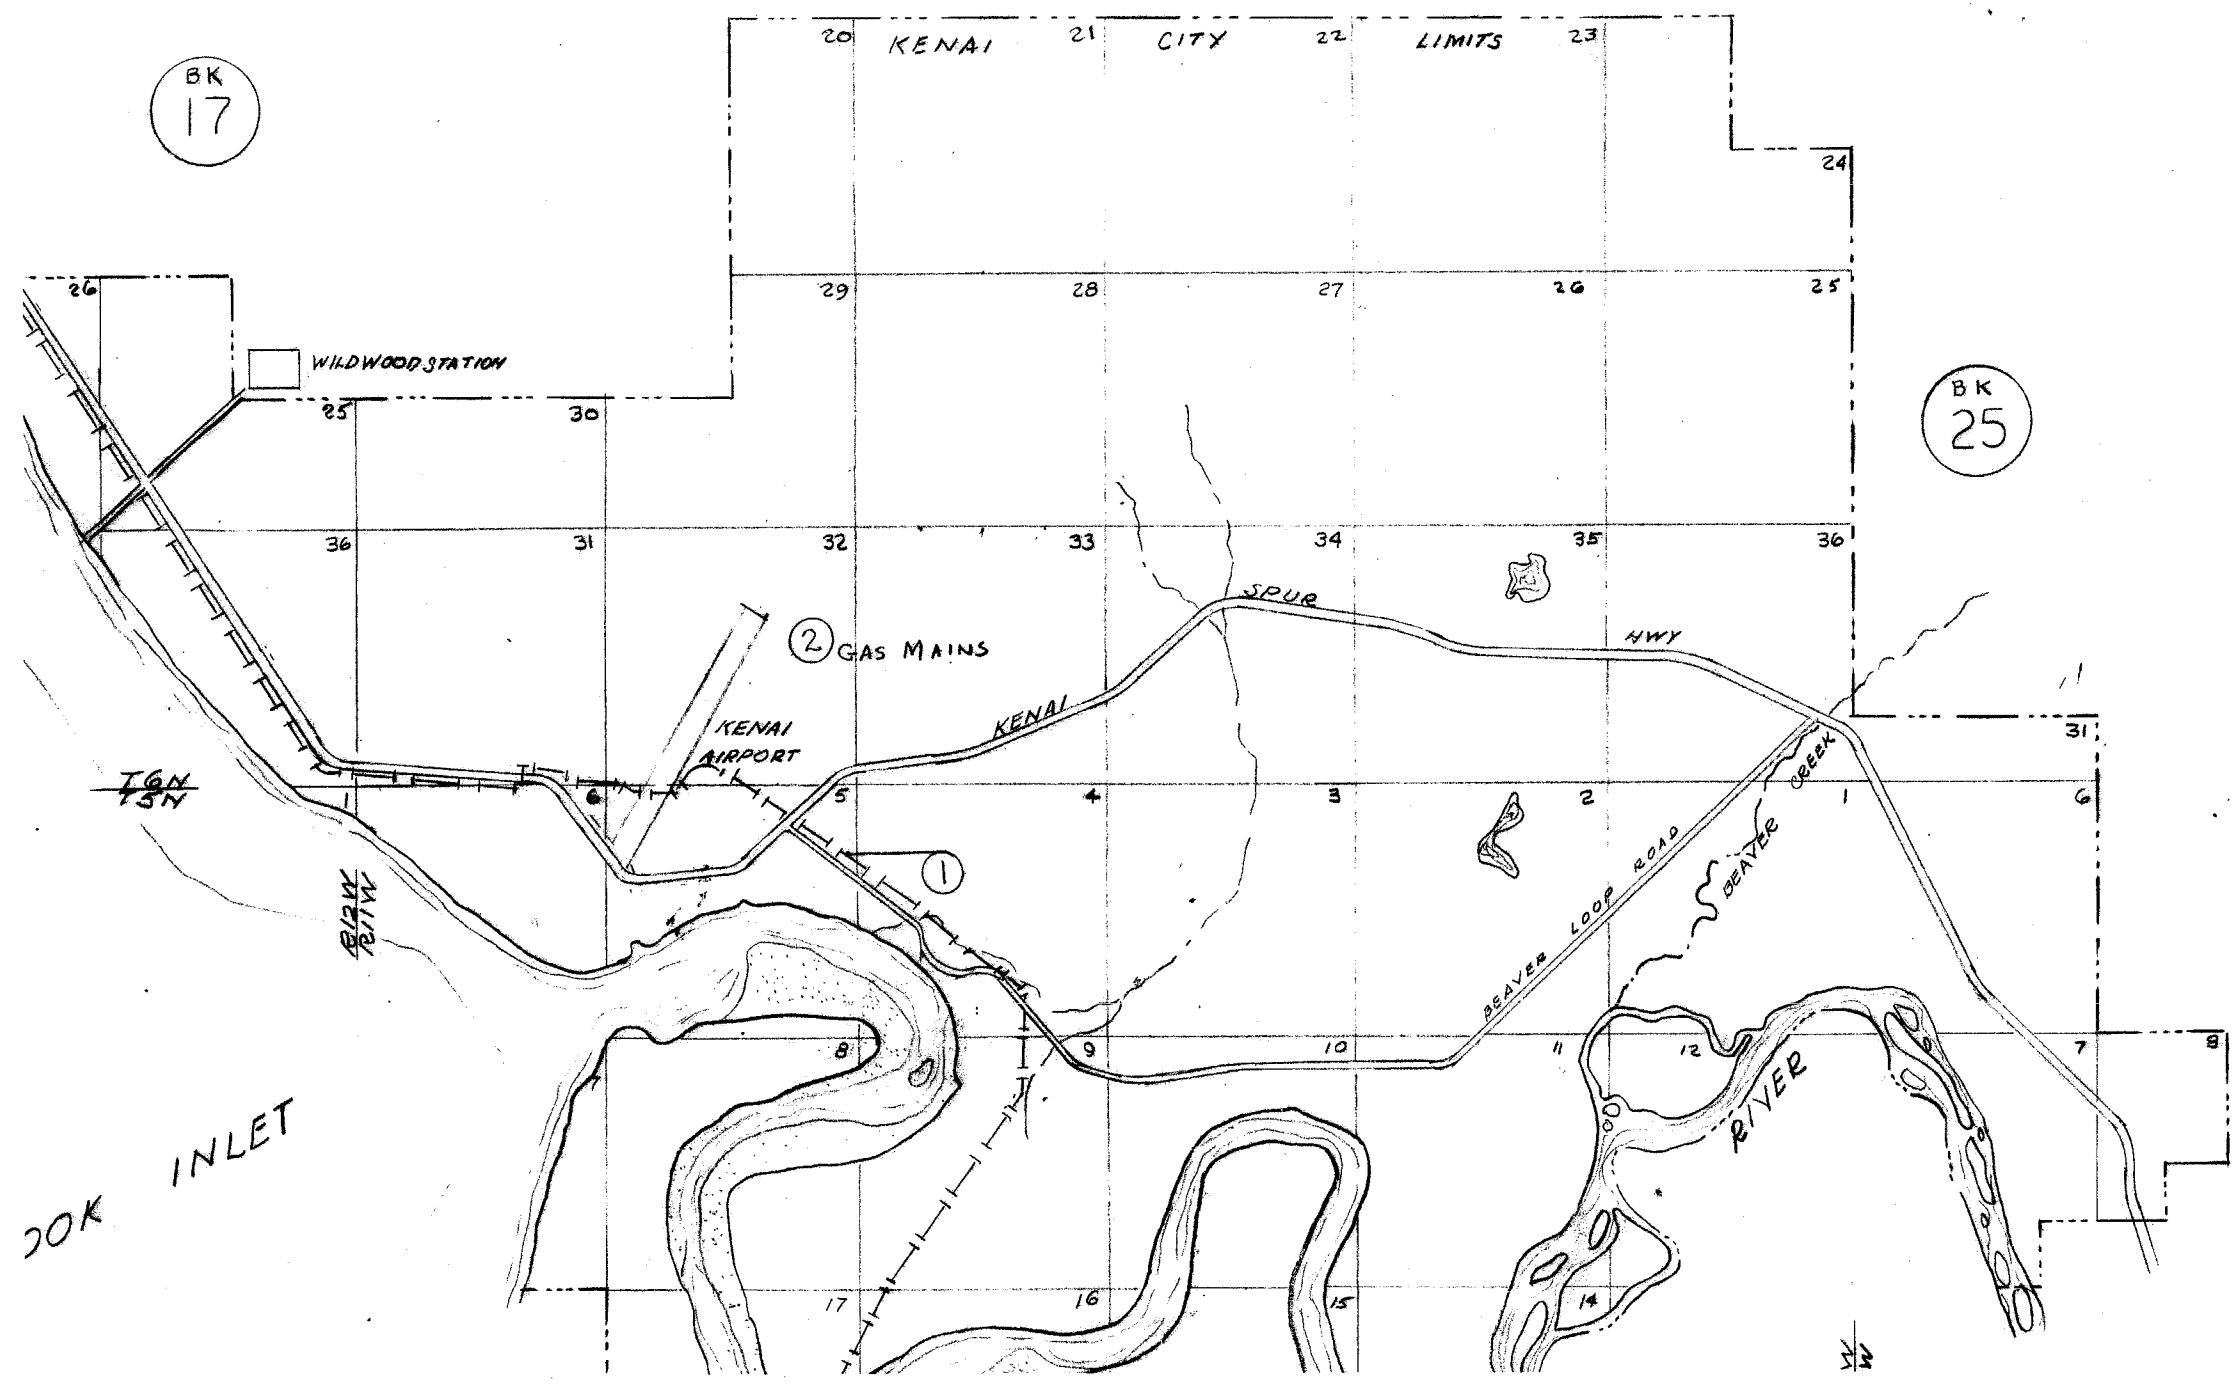 20 KENAI 21 CITY 22 LIMITS 23
BK
17
24
26
29 28 27 26 25
WILDWOOD STATION
25 30
BK
25
36 31 32 33 34 35 36
SPUR
2 GAS MAINS
HWY
KENAI
KENAI
AIRPORT
31
CREEK
T6N
T5N
1 6 5 4 3 2 1 6
BEAVER
1
BEAVER LOOP ROAD
R12W
R11W
7 8 9 10 11 12 7 8
RIVER
OOK INLET
17 16 15 14
W
W